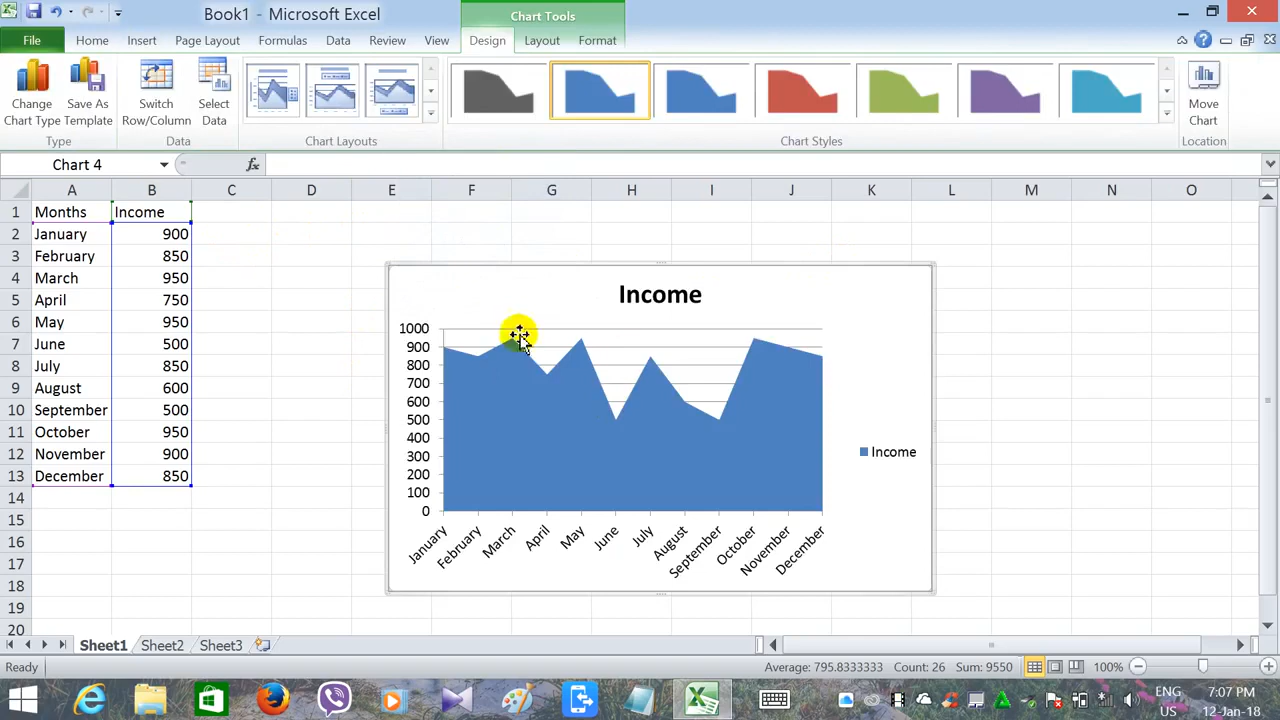 Book1 - Microsoft Excel
Chart Tools
File Home Insert Page Layout Formulas Data Review View Design Layout Format
Change Chart Type
Save As Template
Switch Row/Column
Select Data
Move Chart
Type Data Chart Layouts Chart Styles Location
Chart 4 fx
A B C D E F G H I J K L M N O
1 Months Income
2 January 900
3 February 850
4 March 950
5 April 750
6 May 950
7 June 500
8 July 850
9 August 600
10 September 500
11 October 950
12 November 900
13 December 850
14
15
16
17
18
19
20
Income
1000
900
800
700
600
500
400
300
200
100
0
January February March April May June July August September October November December
Income
Sheet1 Sheet2 Sheet3
Ready Average: 795.8333333 Count: 26 Sum: 9550 100%
ENG 7:07 PM
US 12-Jan-18